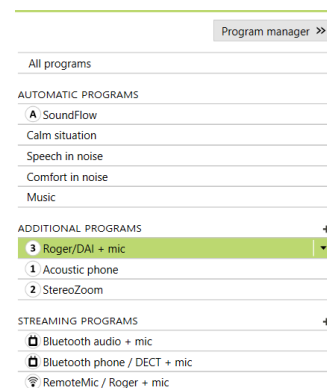 Program manager »
All programs
AUTOMATIC PROGRAMS
A SoundFlow
Calm situation
Speech in noise
Comfort in noise
Music
ADDITIONAL PROGRAMS +
3 Roger/DAI + mic
1 Acoustic phone
2 StereoZoom
STREAMING PROGRAMS +
Bluetooth audio + mic
Bluetooth phone / DECT + mic
RemoteMic / Roger + mic